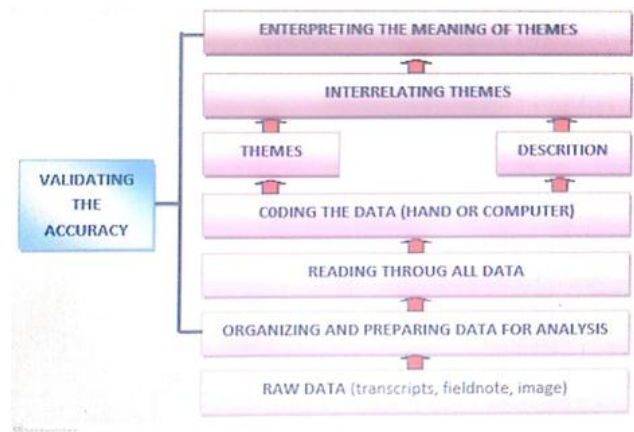 ENTERPRETING THE MEANING OF THEMES
INTERRELATING THEMES
THEMES
DESCRITION
VALIDATING
THE
ACCURACY
CODING THE DATA (HAND OR COMPUTER)
READING THROUG ALL DATA
ORGANIZING AND PREPARING DATA FOR ANALYSIS
RAW DATA (transcripts, fieldnote, image)